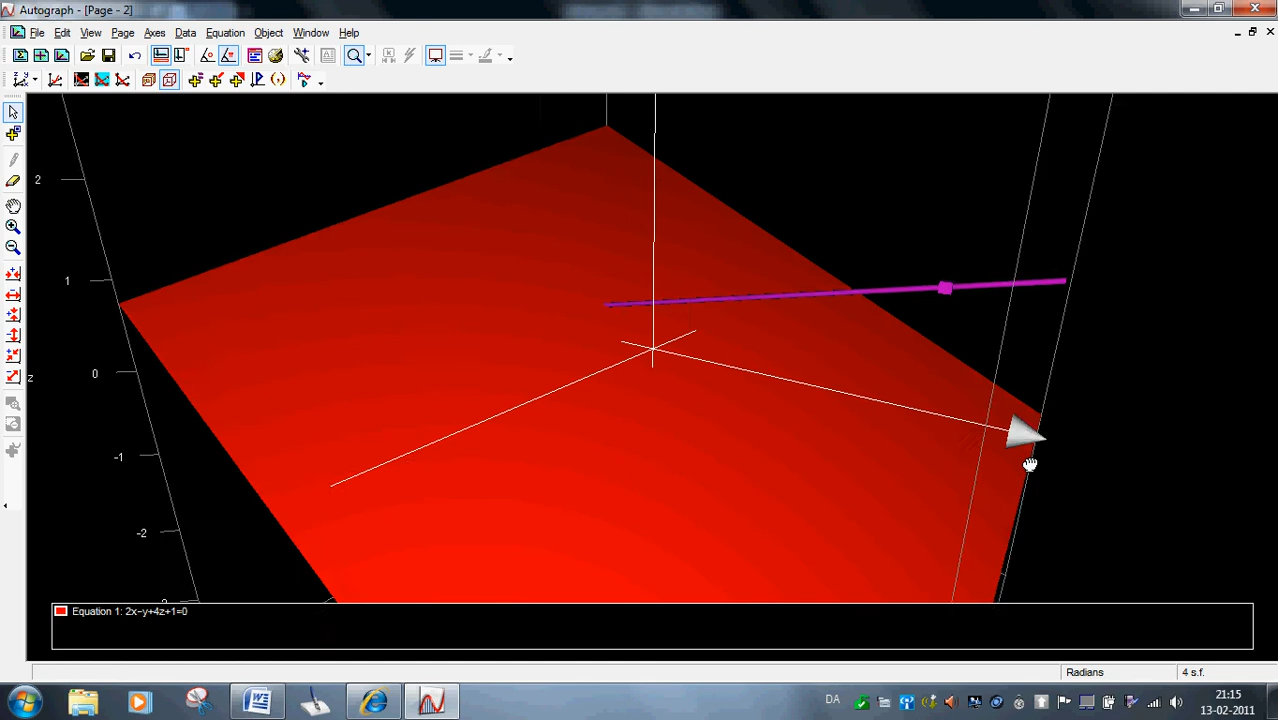 Autograph - [Page - 2]
File Edit View Page Axes Data Equation Object Window Help
2
1
0
z
-1
-2
Equation 1: 2x−y+4z+1=0
Radians
4 s.f.
DA
21:15
13-02-2011